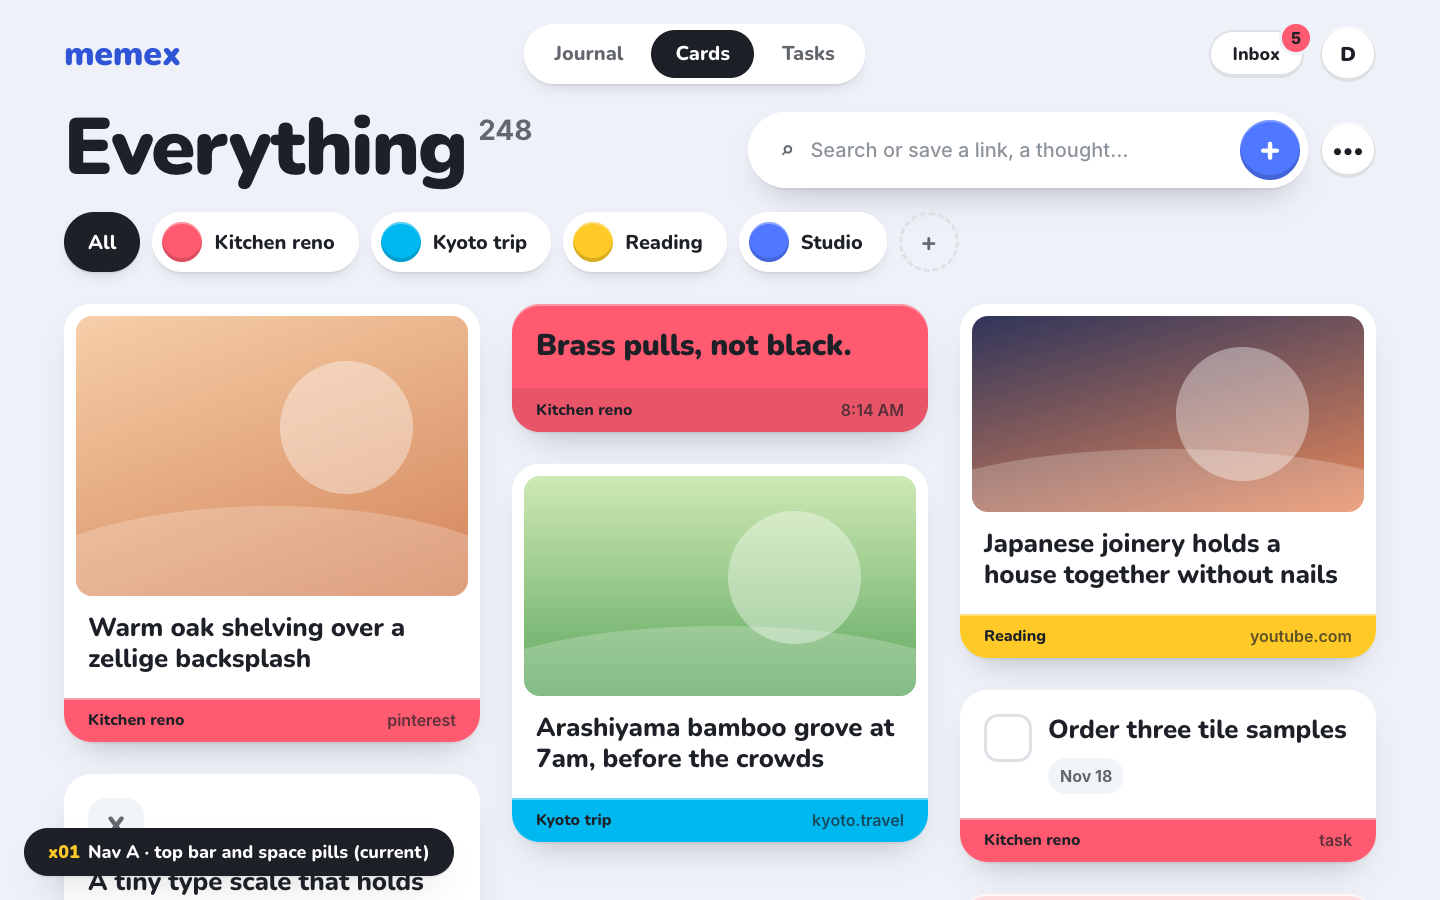 memex
Journal
Cards
Tasks
Inbox
5
D
Everything 248
Search or save a link, a thought...
+
All
Kitchen reno
Kyoto trip
Reading
Studio
+
Warm oak shelving over a
zellige backsplash
Kitchen reno
pinterest
Brass pulls, not black.
Kitchen reno
8:14 AM
Arashiyama bamboo grove at
7am, before the crowds
Kyoto trip
kyoto.travel
Japanese joinery holds a
house together without nails
Reading
youtube.com
Order three tile samples
Nov 18
Kitchen reno
task
x01 Nav A · top bar and space pills (current)
A tiny type scale that holds